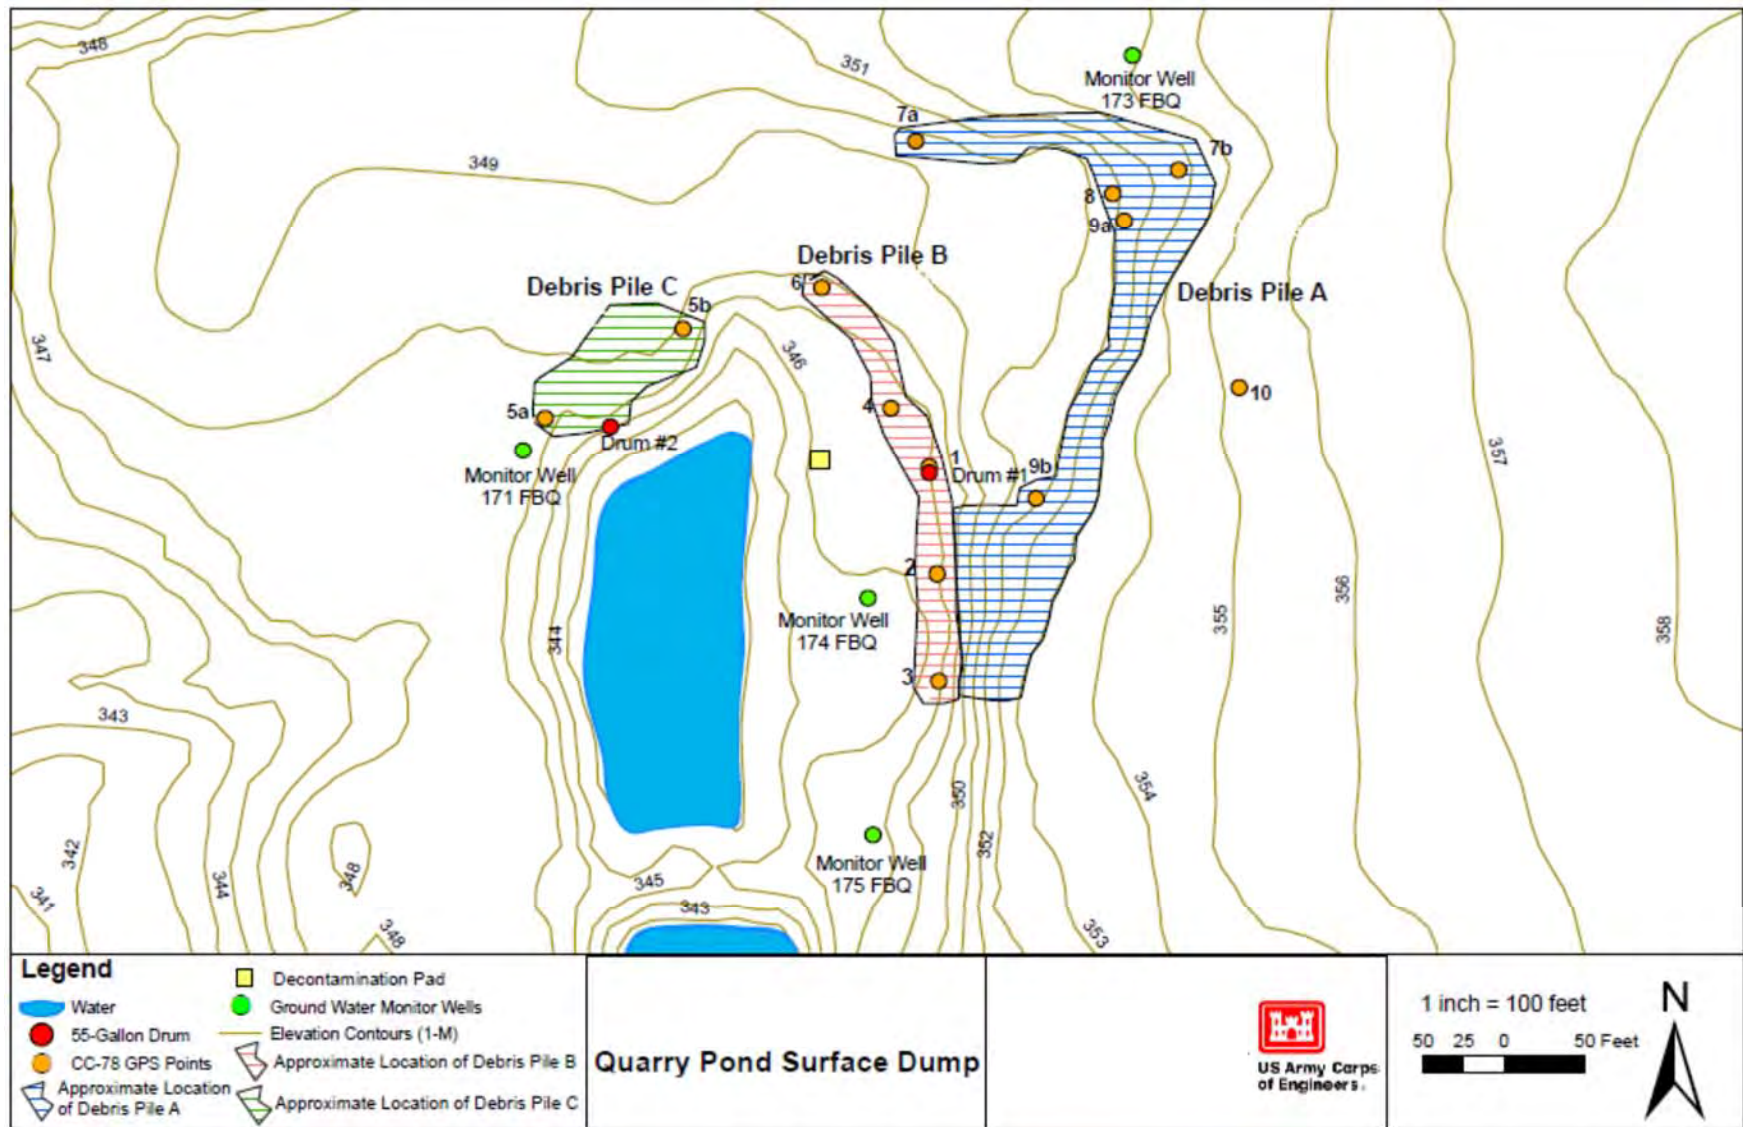 348
351
Monitor Well
173 FBQ
7a
7b
349
8
9a
Debris Pile B
Debris Pile C
6
Debris Pile A
5b
347
346
10
4
5a
Drum #2
1
Drum #1
9b
357
Monitor Well
171 FBQ
2
356
355
Monitor Well
174 FBQ
344
358
3
343
350
354
352
342
348
Monitor Well
175 FBQ
344
345
341
343
348
353
Legend
Water
55-Gallon Drum
CC-78 GPS Points
Approximate Location
of Debris Pile A
Decontamination Pad
Ground Water Monitor Wells
Elevation Contours (1-M)
Approximate Location of Debris Pile B
Approximate Location of Debris Pile C
Quarry Pond Surface Dump
US Army Corps
of Engineers.
1 inch = 100 feet
50 25 0 50 Feet
N